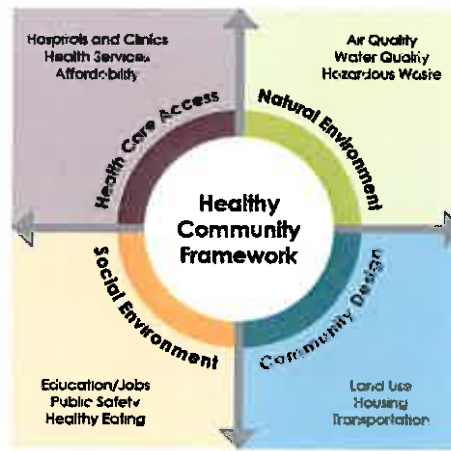 Hospitals and Clinics
Health Services
Affordability
Air Quality
Water Quality
Hazardous Waste
Health Care Access
Natural Environment
Healthy
Community
Framework
Social Environment
Community Design
Education/Jobs
Public Safety
Healthy Eating
Land Use
Housing
Transportation